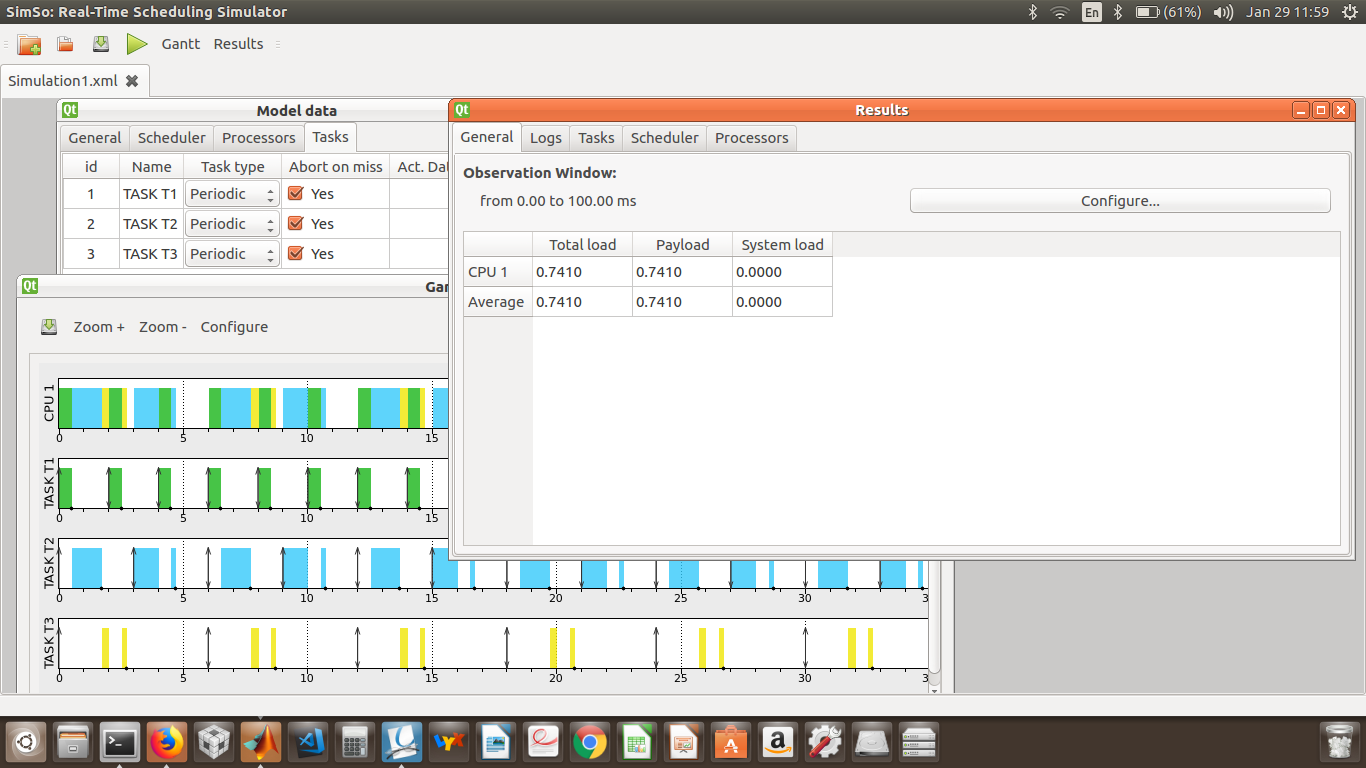 SimSo: Real-Time Scheduling Simulator En (61%) Jan 29 11:59
Gantt Results
Simulation1.xml
Qt Model data
General Scheduler Processors Tasks
id Name Task type Abort on miss Act. Dat
1 TASK T1 Periodic Yes
2 TASK T2 Periodic Yes
3 TASK T3 Periodic Yes
Qt Results
General Logs Tasks Scheduler Processors
Observation Window:
from 0.00 to 100.00 ms Configure...
Total load Payload System load
CPU 1 0.7410 0.7410 0.0000
Average 0.7410 0.7410 0.0000
Qt Gan
Zoom + Zoom - Configure
CPU 1
0 5 10 15
TASK T1
0 5 10 15
TASK T2
0 5 10 15 20 25 30 3
TASK T3
0 5 10 15 20 25 30 3